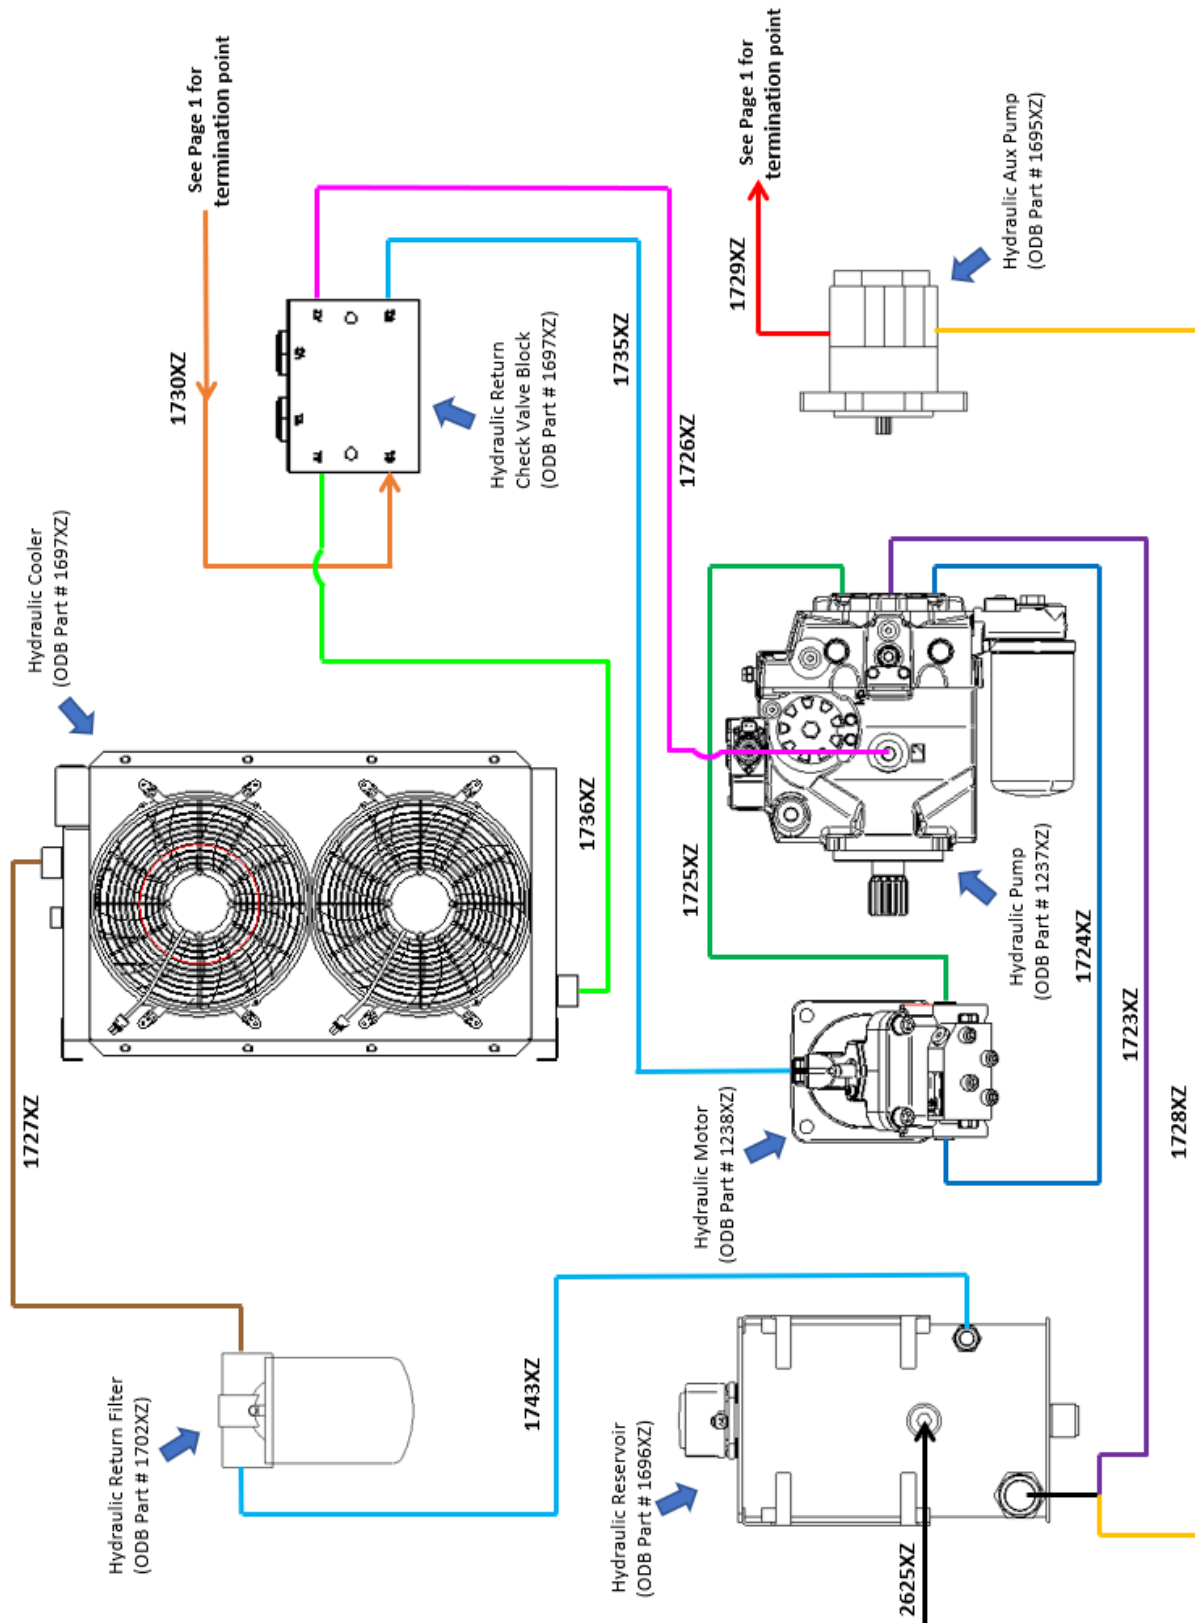 1727XZ
Hydraulic Cooler
(ODB Part # 1697XZ)
Hydraulic Return Filter
(ODB Part # 1702XZ)
1730XZ
See Page 1 for
termination point
Hydraulic Return
Check Valve Block
(ODB Part # 1697XZ)
1743XZ
1736XZ
Hydraulic Reservoir
(ODB Part # 1696XZ)
1735XZ
1726XZ
1725XZ
Hydraulic Motor
(ODB Part # 1238XZ)
1729XZ
See Page 1 for
termination point
2625XZ
Hydraulic Pump
(ODB Part # 1237XZ)
Hydraulic Aux Pump
(ODB Part # 1695XZ)
1724XZ
1723XZ
1728XZ